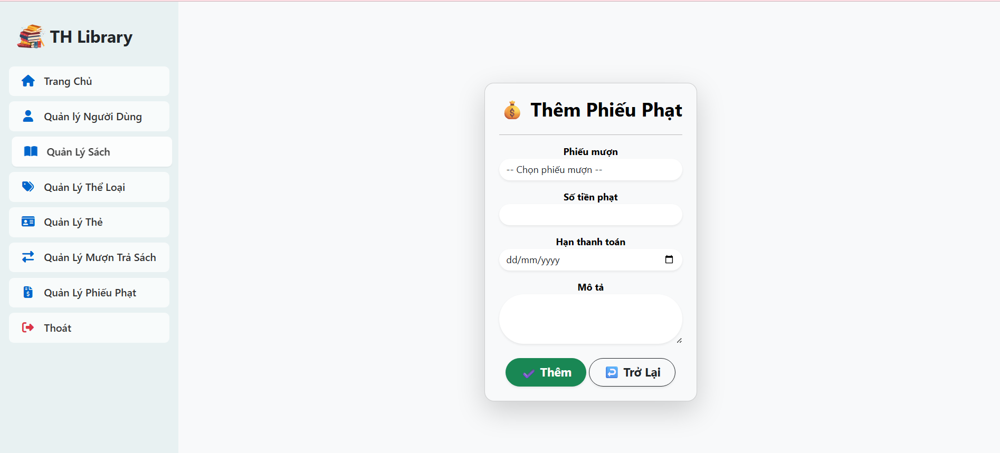 TH Library
Trang Chủ
Quản lý Người Dùng
Quản Lý Sách
Quản Lý Thể Loại
Quản Lý Thẻ
Quản Lý Mượn Trả Sách
Quản Lý Phiếu Phạt
Thoát
Thêm Phiếu Phạt
Phiếu mượn
-- Chọn phiếu mượn --
Số tiền phạt
Hạn thanh toán
dd/mm/yyyy
Mô tả
Thêm
Trở Lại